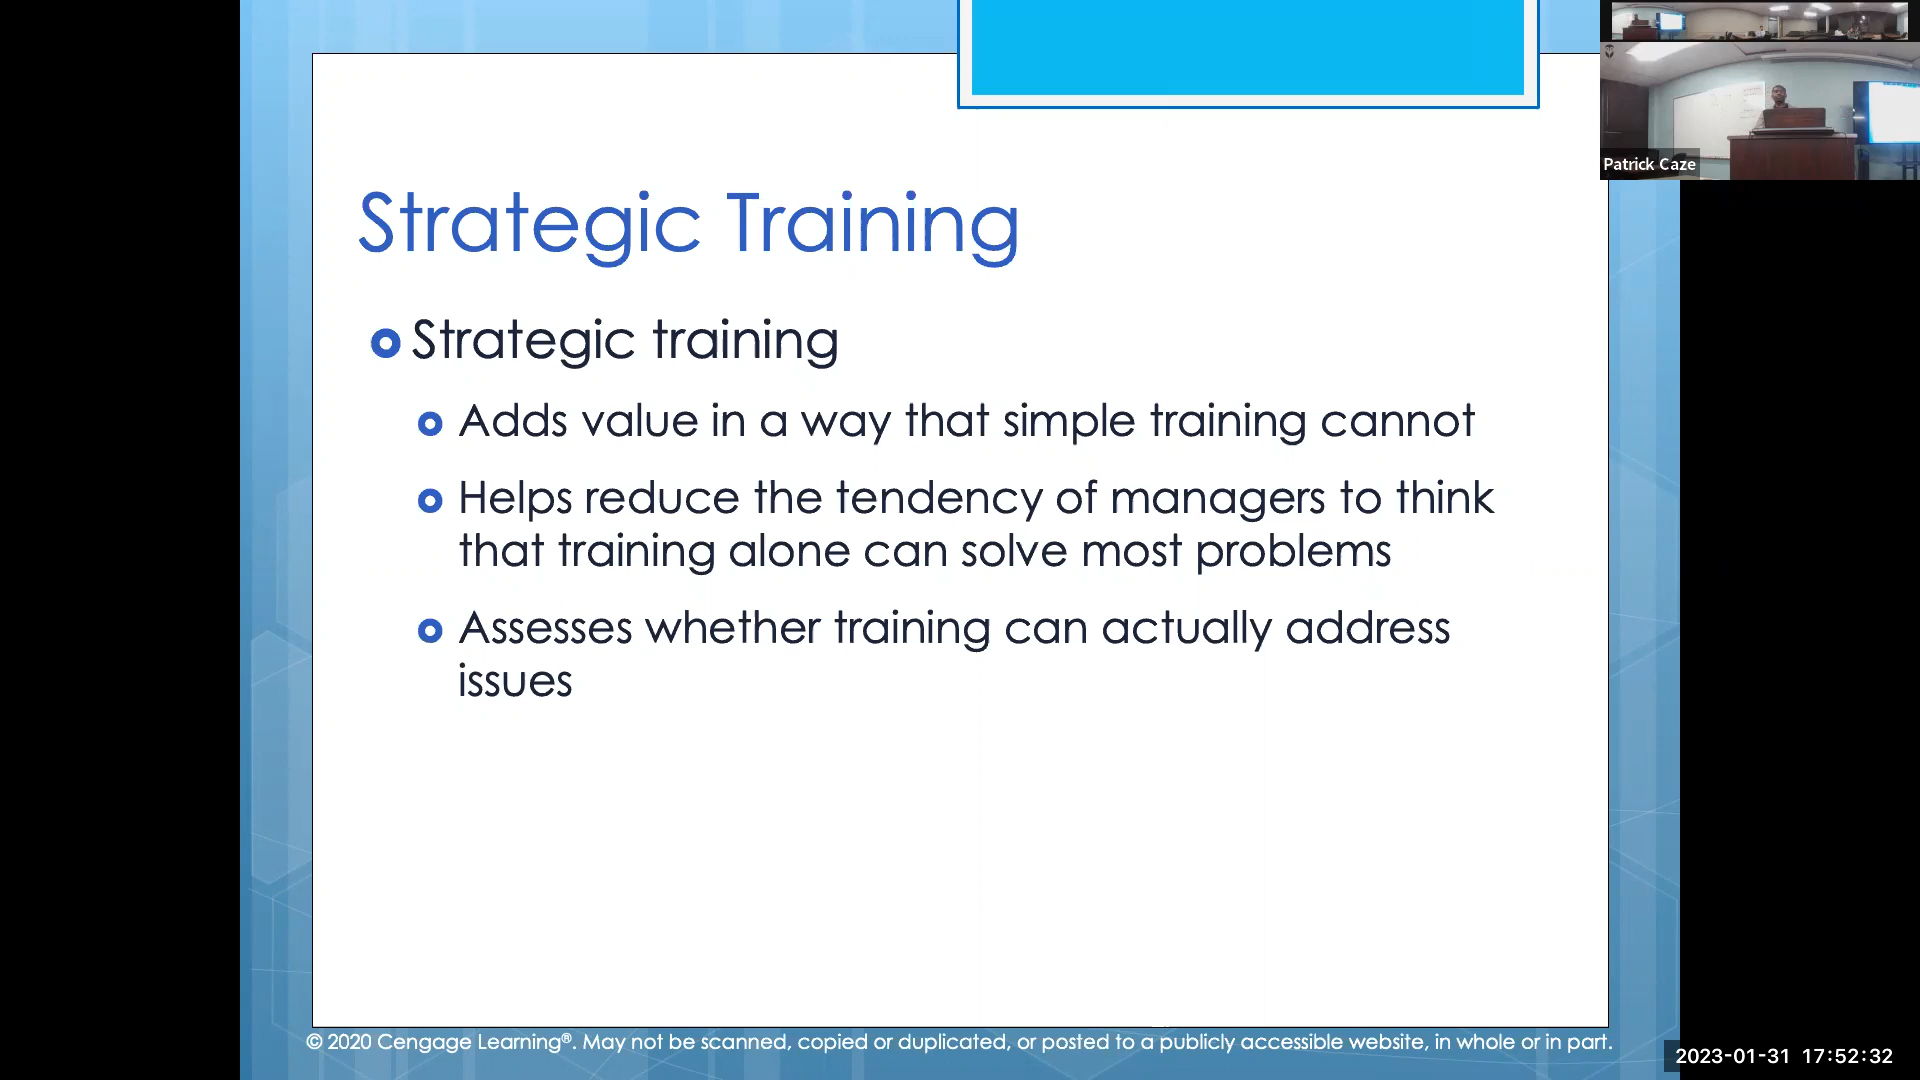 Strategic Training
Strategic training
Adds value in a way that simple training cannot
Helps reduce the tendency of managers to think
that training alone can solve most problems
Assesses whether training can actually address
issues
© 2020 Cengage Learning®. May not be scanned, copied or duplicated, or posted to a publicly accessible website, in whole or in part.
Patrick Caze
2023-01-31 17:52:32